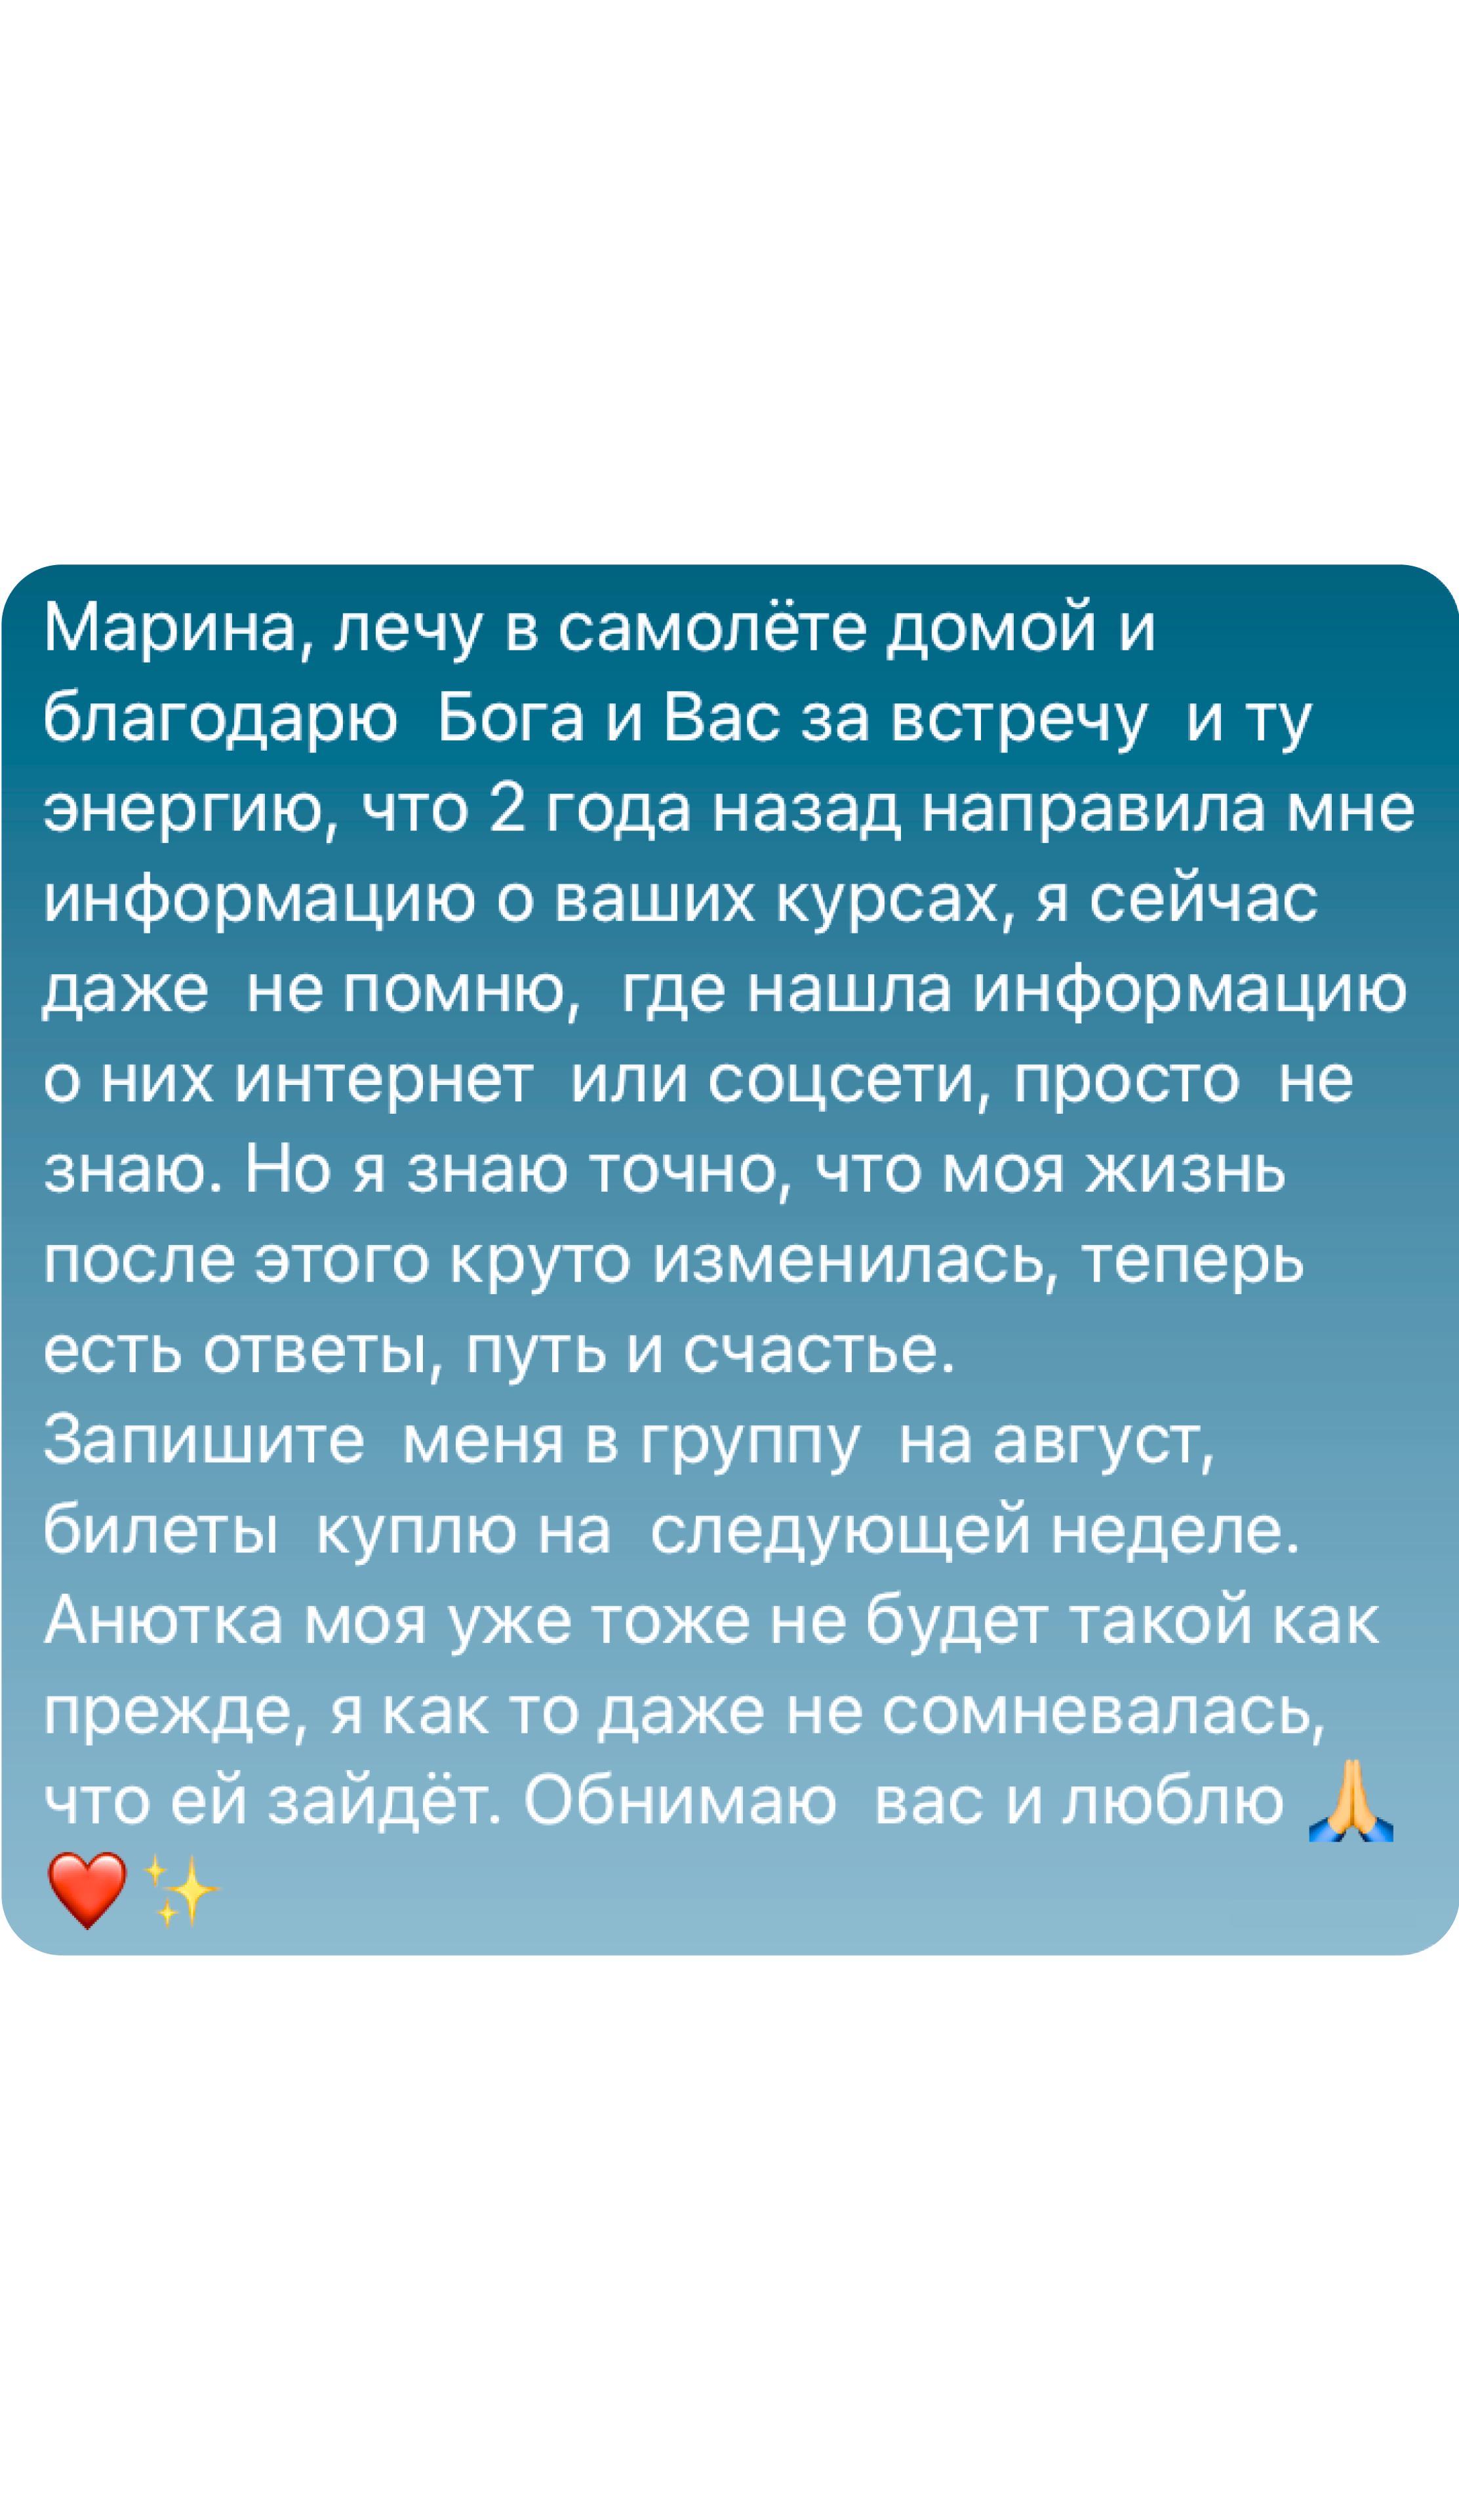 Марина, лечу в самолёте домой и
благодарю  Бога и Вас за встречу  и ту
энергию, что 2 года назад направила мне
информацию о ваших курсах, я сейчас
даже  не помню,  где нашла информацию
о них интернет  или соцсети, просто  не
знаю. Но я знаю точно, что моя жизнь
после этого круто изменилась, теперь
есть ответы, путь и счастье.
Запишите  меня в группу  на август,
билеты  куплю на  следующей неделе.
Анютка моя уже тоже не будет такой как
прежде, я как то даже не сомневалась,
что ей зайдёт. Обнимаю  вас и люблю 🙏
❤️✨